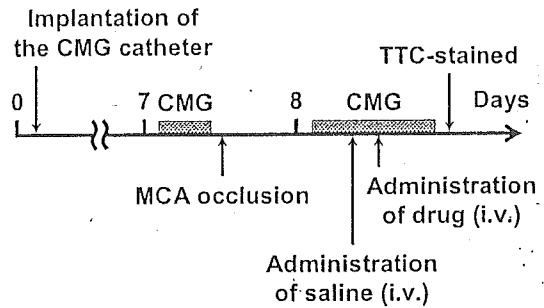 Implantation of
the CMG catheter
TTC-stained
0
7
CMG
8
CMG
Days
MCA occlusion
Administration
of drug (i.v.)
Administration
of saline (i.v.)